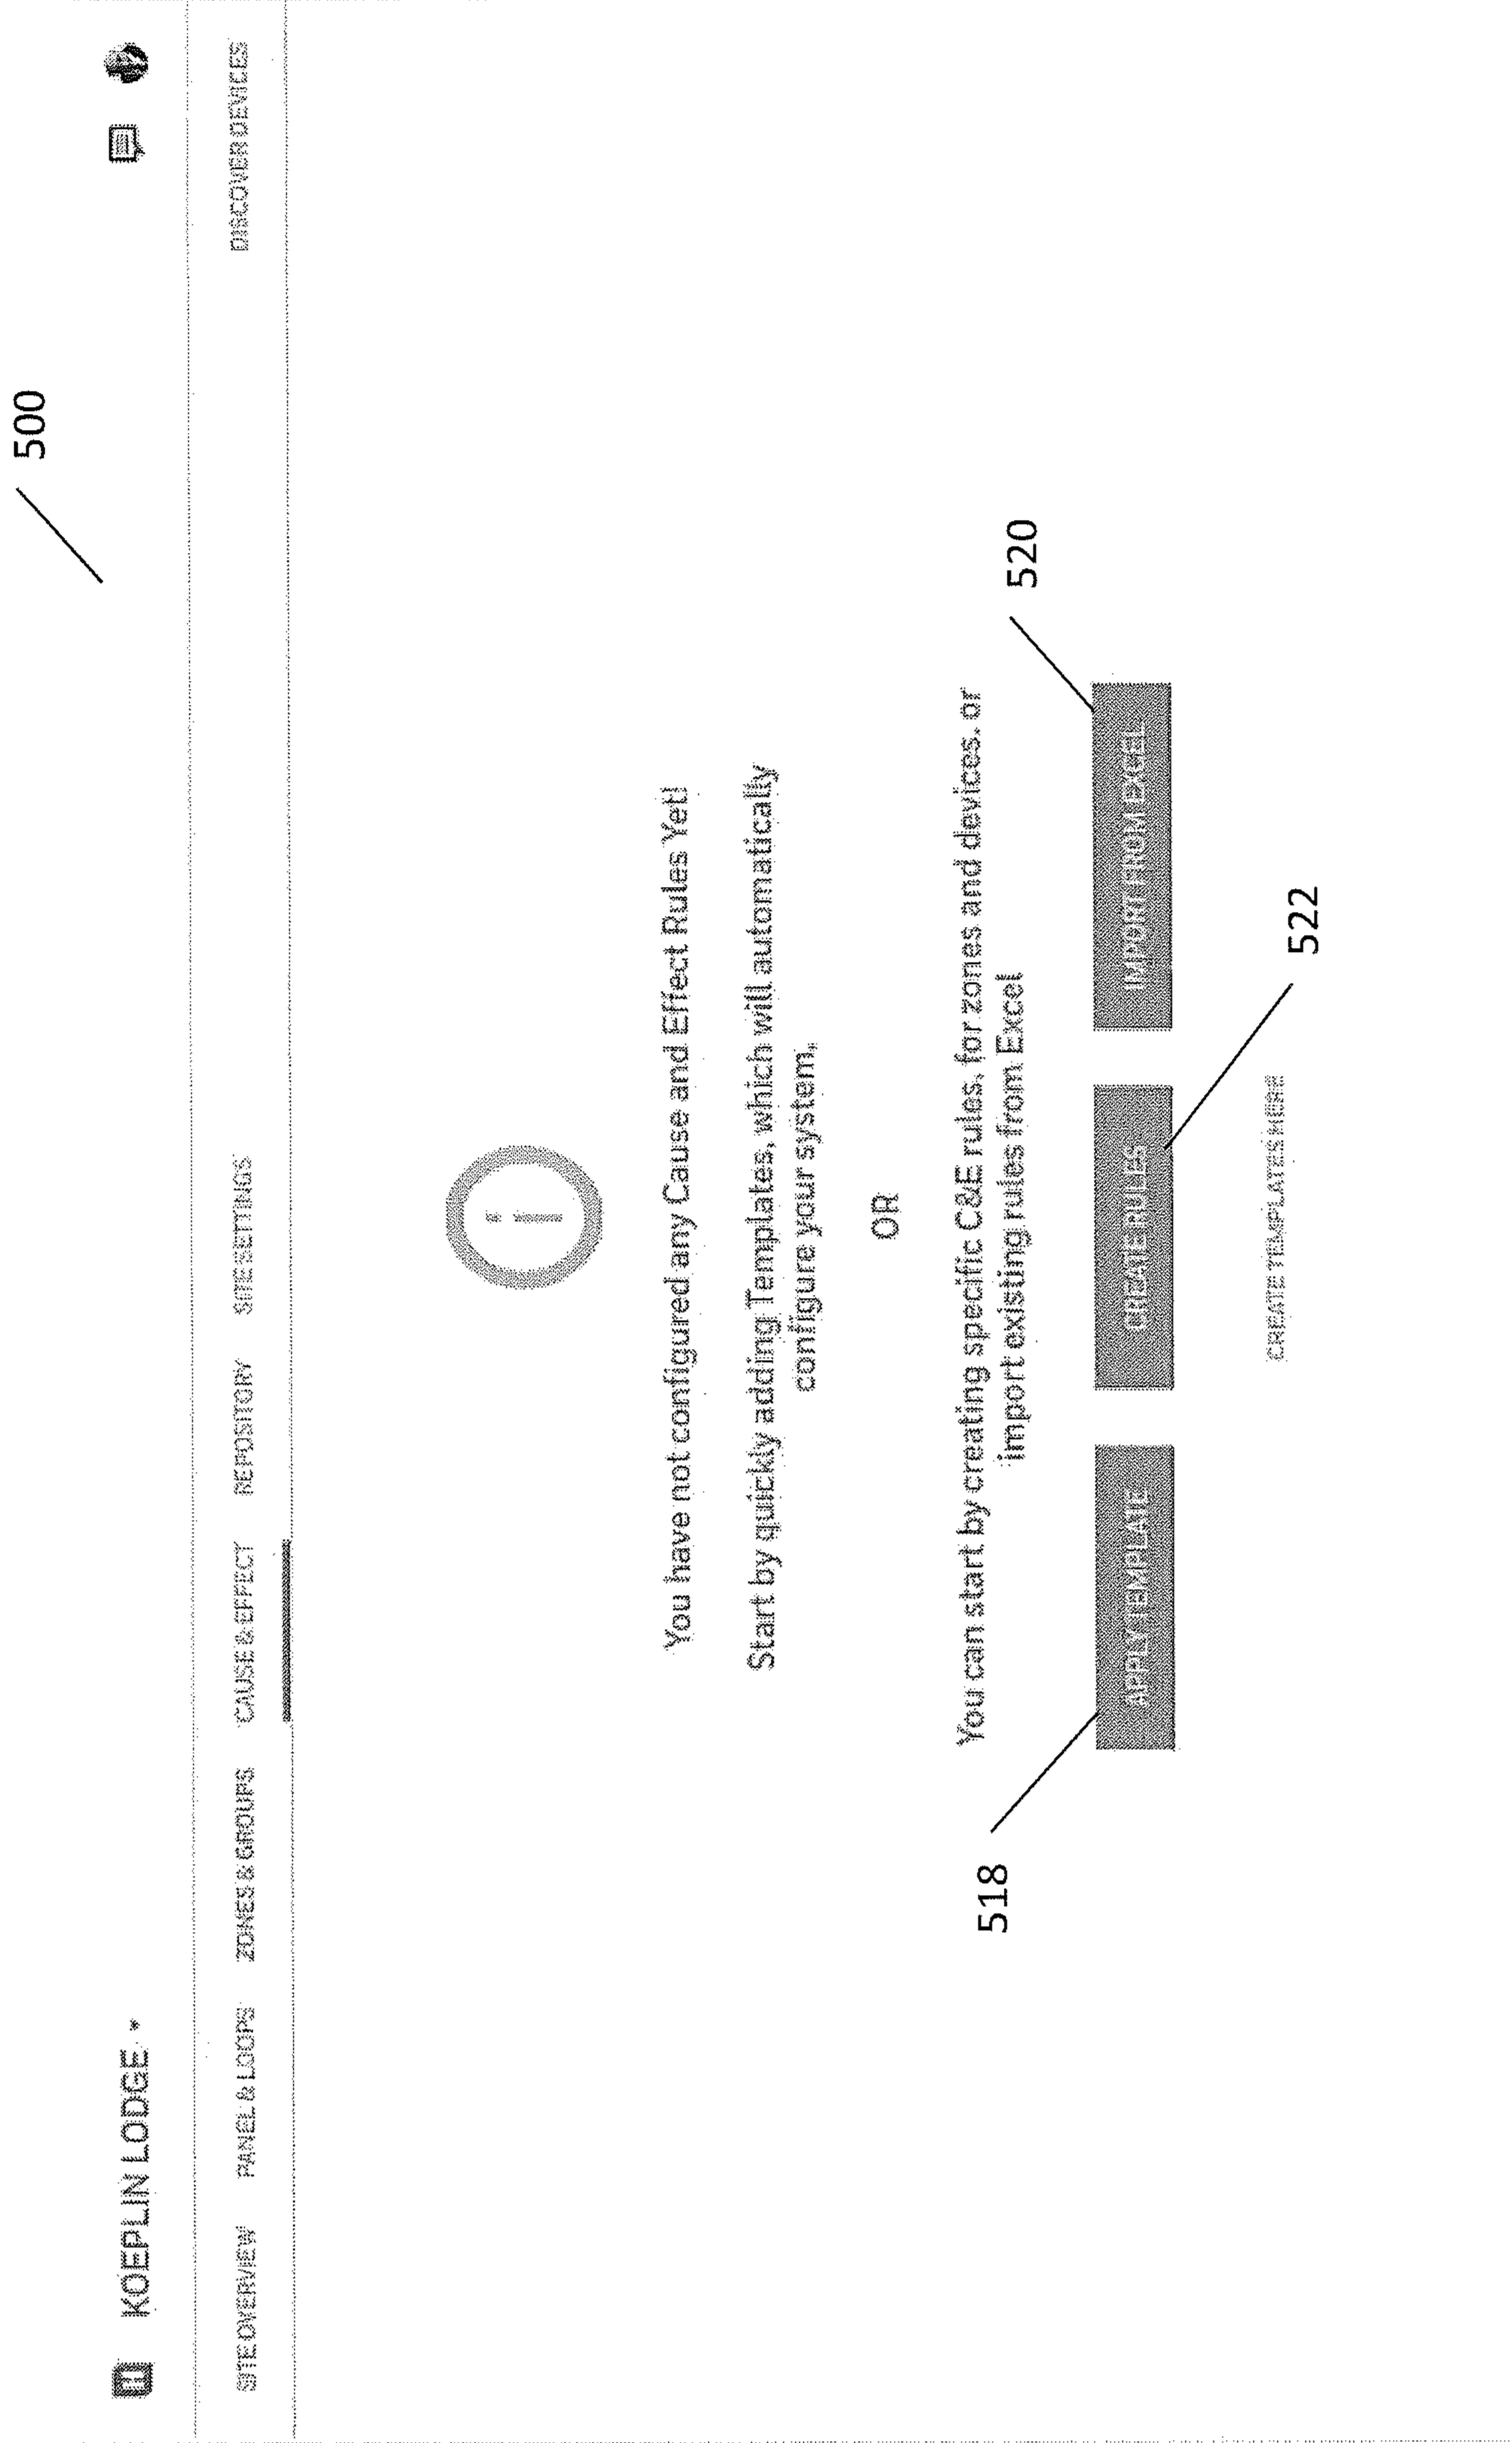 500
KOEPLIN LODGE
SITE OVERVIEW PANEL & LOOPS ZONES & GROUPS CAUSE & EFFECT REPOSITORY SITE SETTINGS DISCOVER DEVICES
i
You have not configured any Cause and Effect Rules Yet!
Start by quickly adding Templates, which will automatically
configure your system,
OR
You can start by creating specific C&E rules, for zones and devices, or
import existing rules from Excel
518
520
APPLY TEMPLATE CREATE RULES IMPORT FROM EXCEL
522
CREATE TEMPLATES HERE